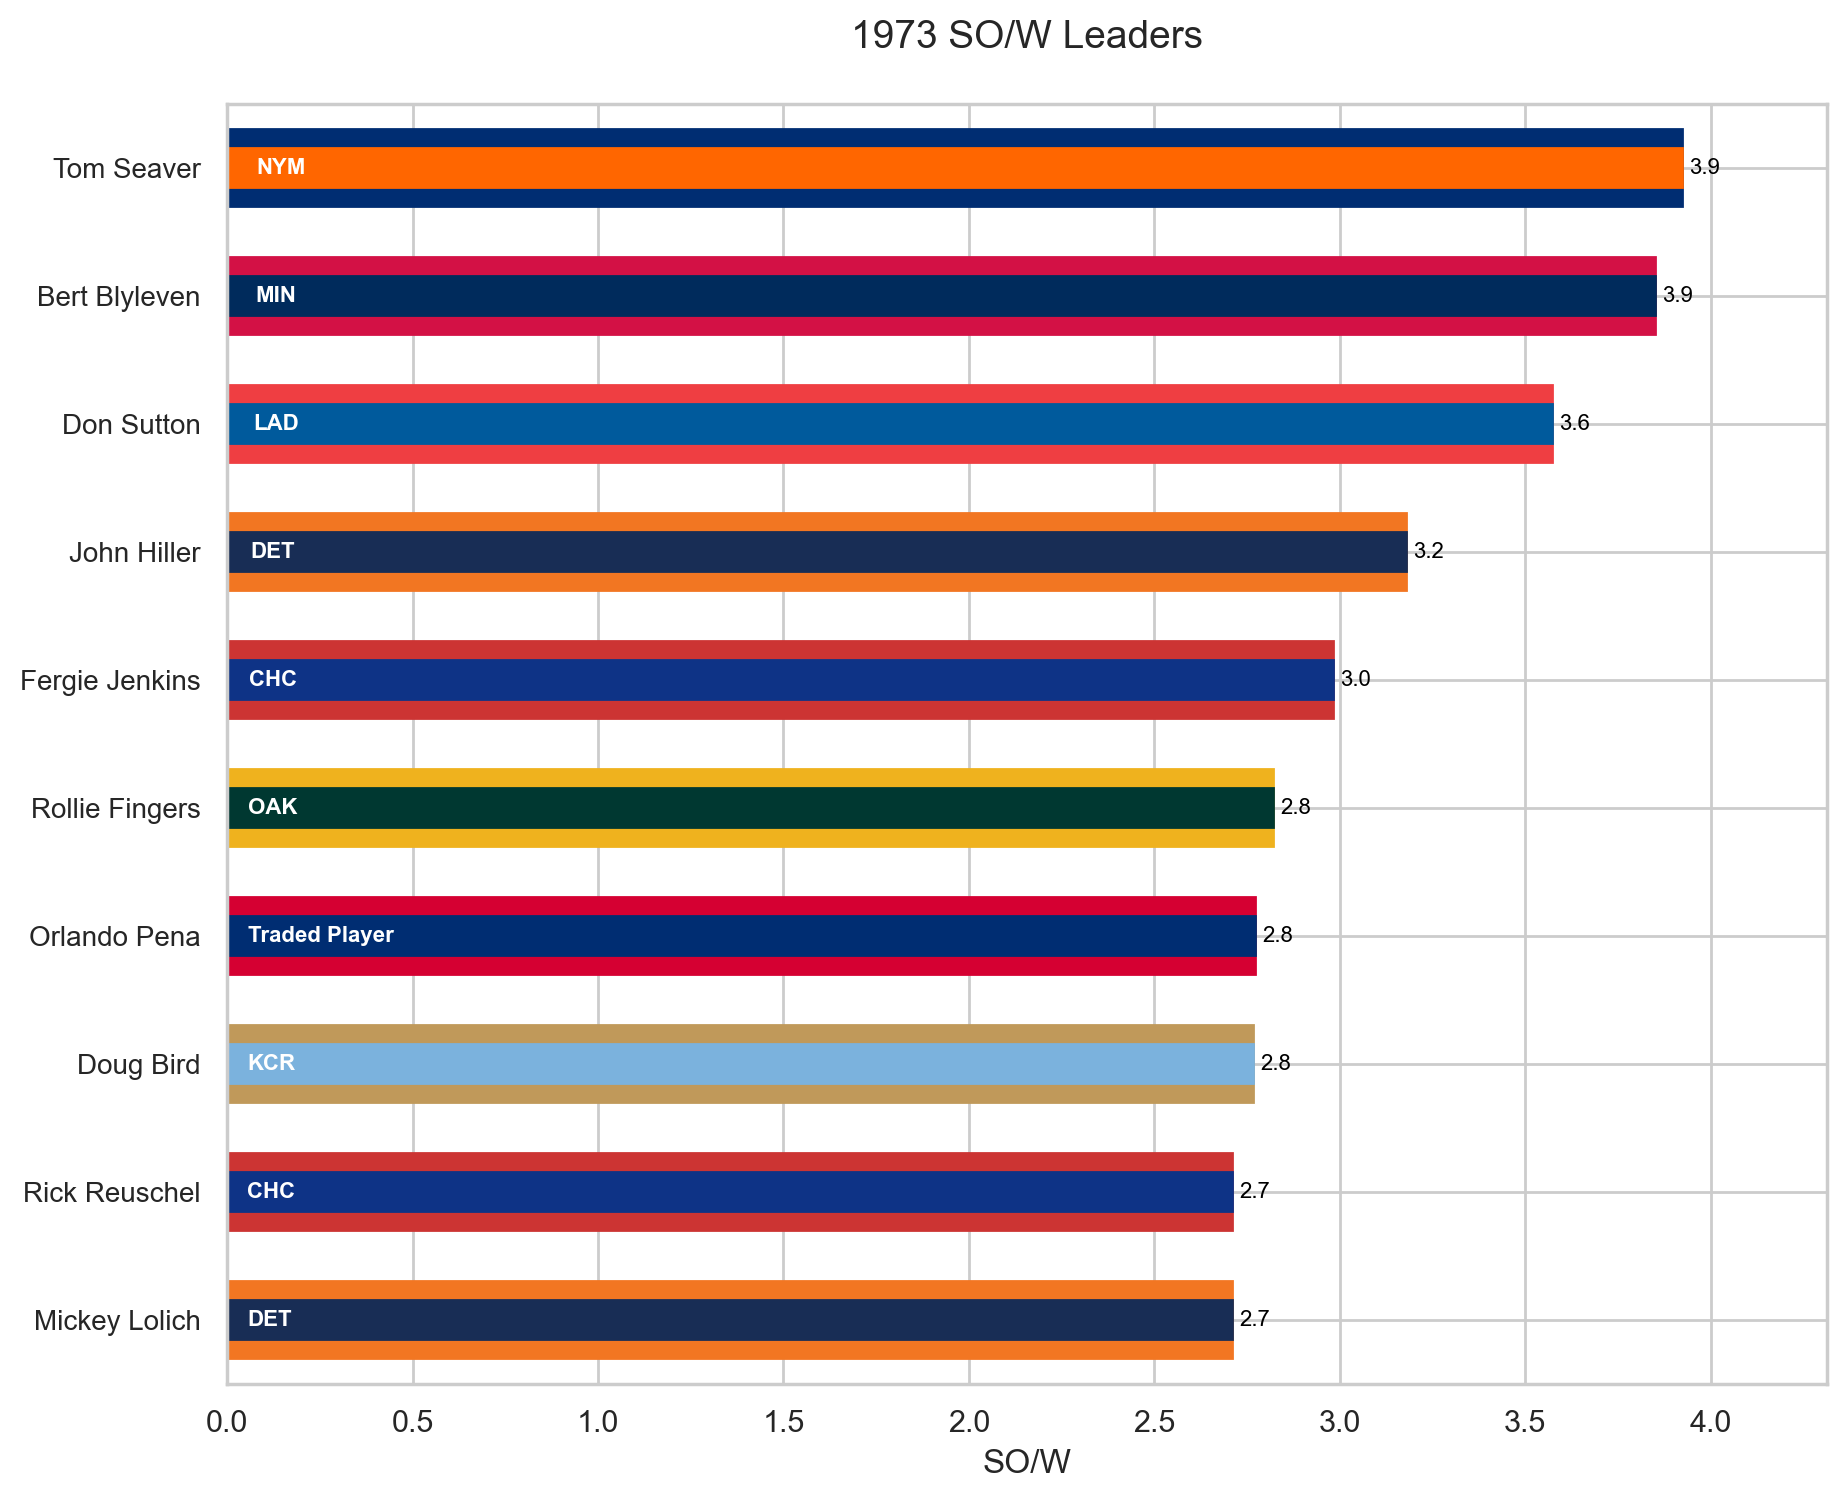 1973 SO/W Leaders
Tom Seaver NYM 3.9
Bert Blyleven MIN 3.9
Don Sutton LAD 3.6
John Hiller DET 3.2
Fergie Jenkins CHC 3.0
Rollie Fingers OAK 2.8
Orlando Pena Traded Player 2.8
Doug Bird KCR 2.8
Rick Reuschel CHC 2.7
Mickey Lolich DET 2.7
0.0 0.5 1.0 1.5 2.0 2.5 3.0 3.5 4.0
SO/W